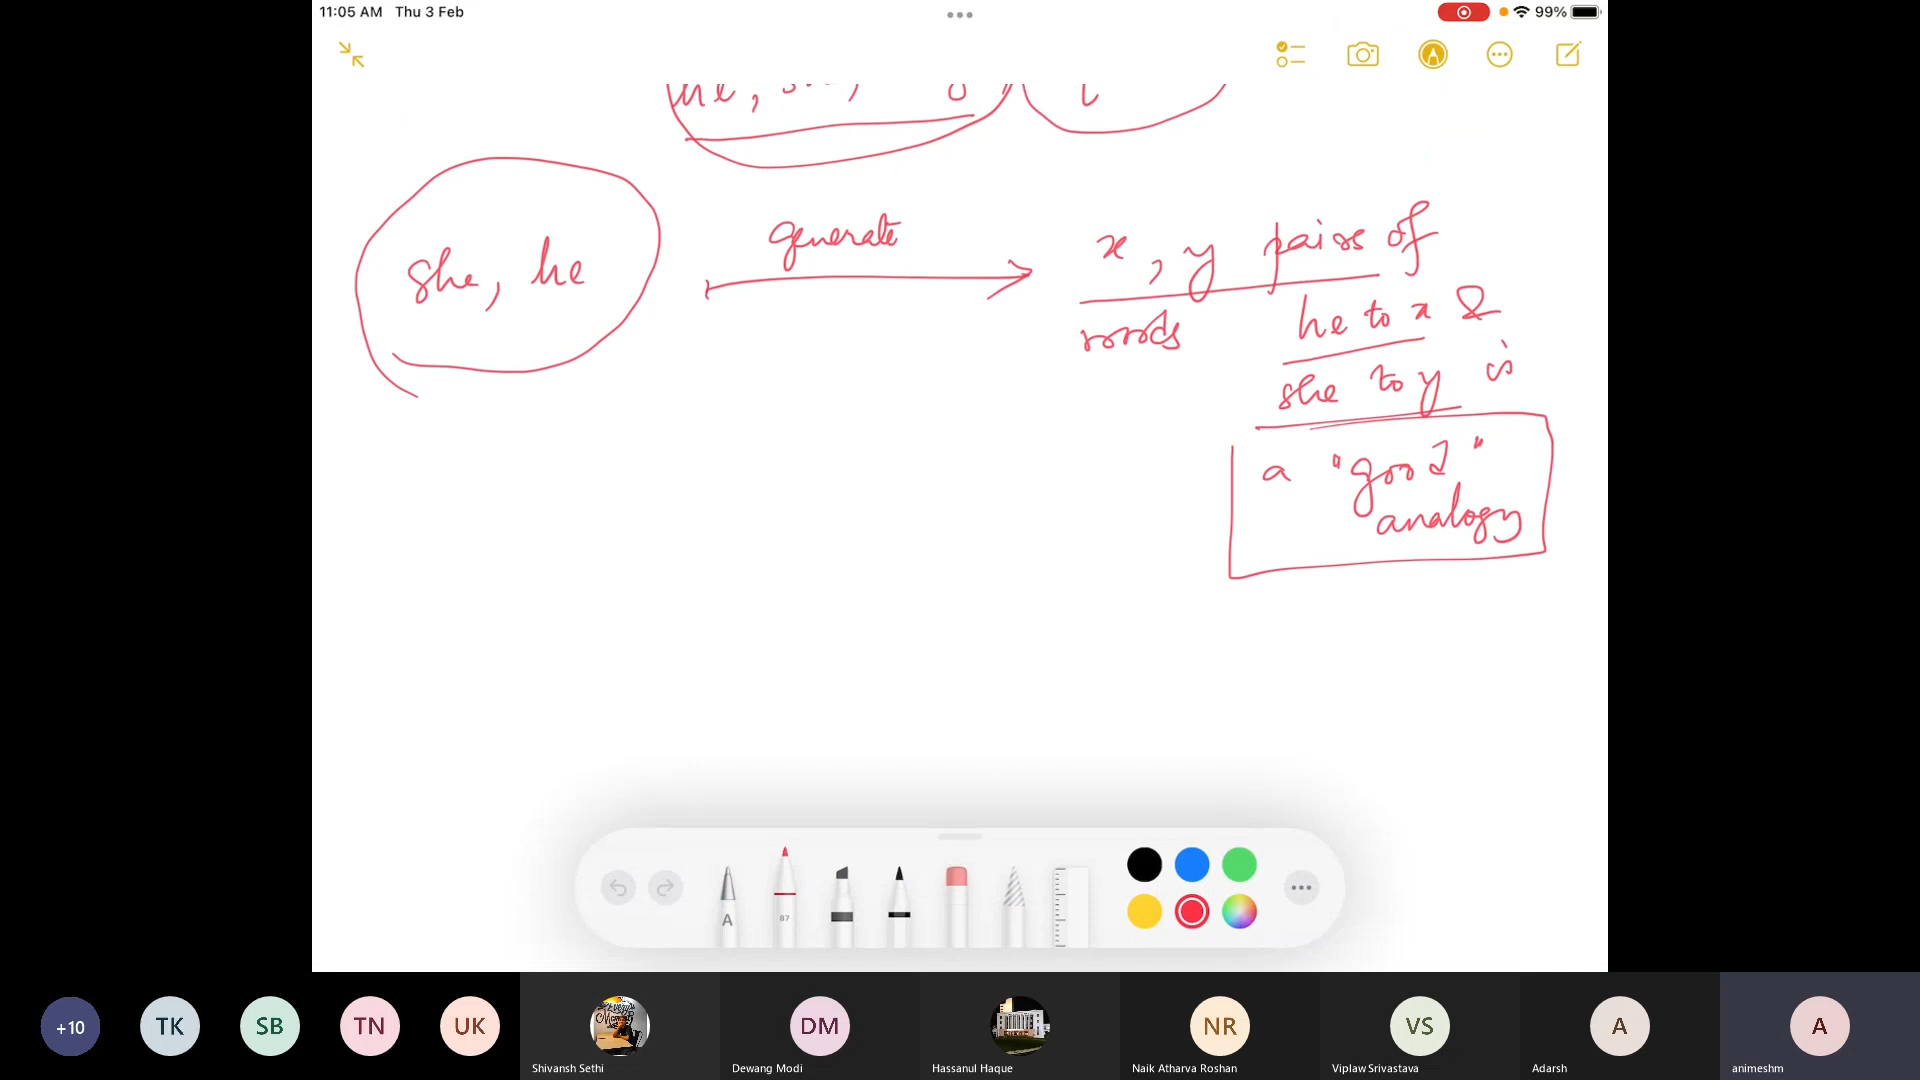 11:05 AM Thu 3 Feb
99%
she, he
generate
x, y pairs of
words
he to x &
she to y is
a "good"
analogy
A
87
+10
TK
SB
TN
UK
DM
NR
VS
A
A
Shivansh Sethi
Dewang Modi
Hassanul Haque
Naik Atharva Roshan
Viplaw Srivastava
Adarsh
animeshm